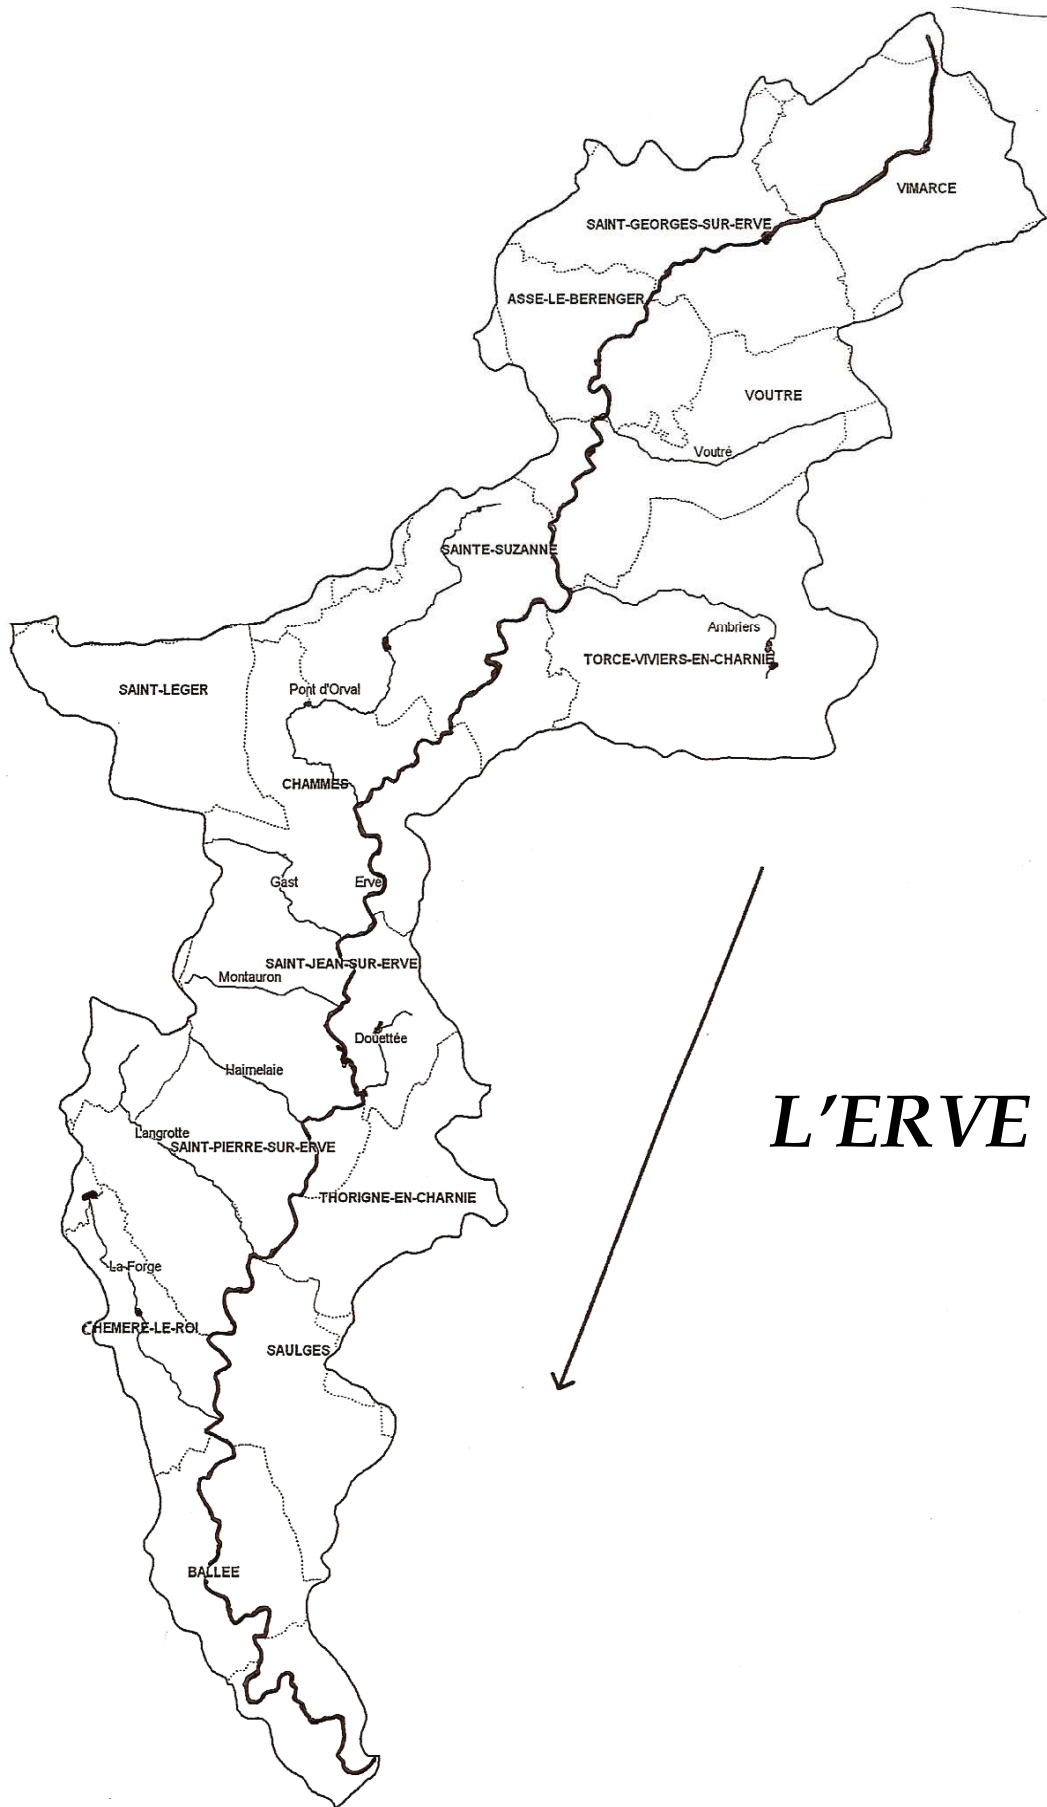 VIMARCE
SAINT-GEORGES-SUR-ERVE
ASSE-LE-BERENGER
VOUTRE
Voutré
SAINTE-SUZANNE
Ambriers
TORCE-VIVIERS-EN-CHARNIE
SAINT-LEGER
Pont d'Orval
CHAMMES
Gast
Erve
SAINT-JEAN-SUR-ERVE
Montauron
Douettée
Haimelaie
L'ERVE
Langrotte
SAINT-PIERRE-SUR-ERVE
THORIGNE-EN-CHARNIE
La Forge
CHEMERE-LE-ROI
SAULGES
BALLEE